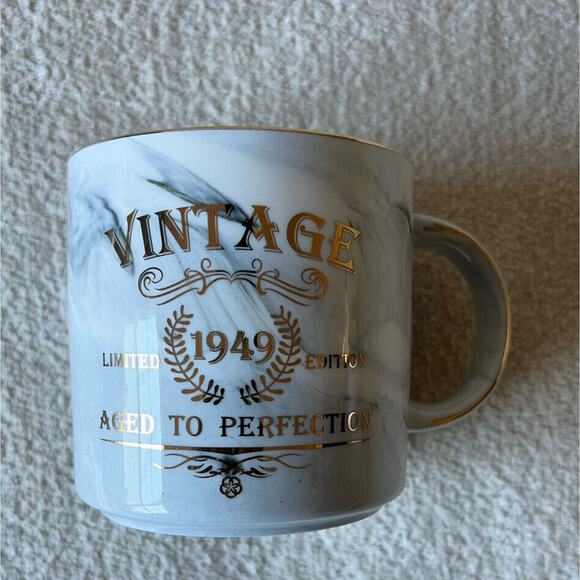 VINTAGE
LIMITED 1949 EDITION
AGED TO PERFECTION